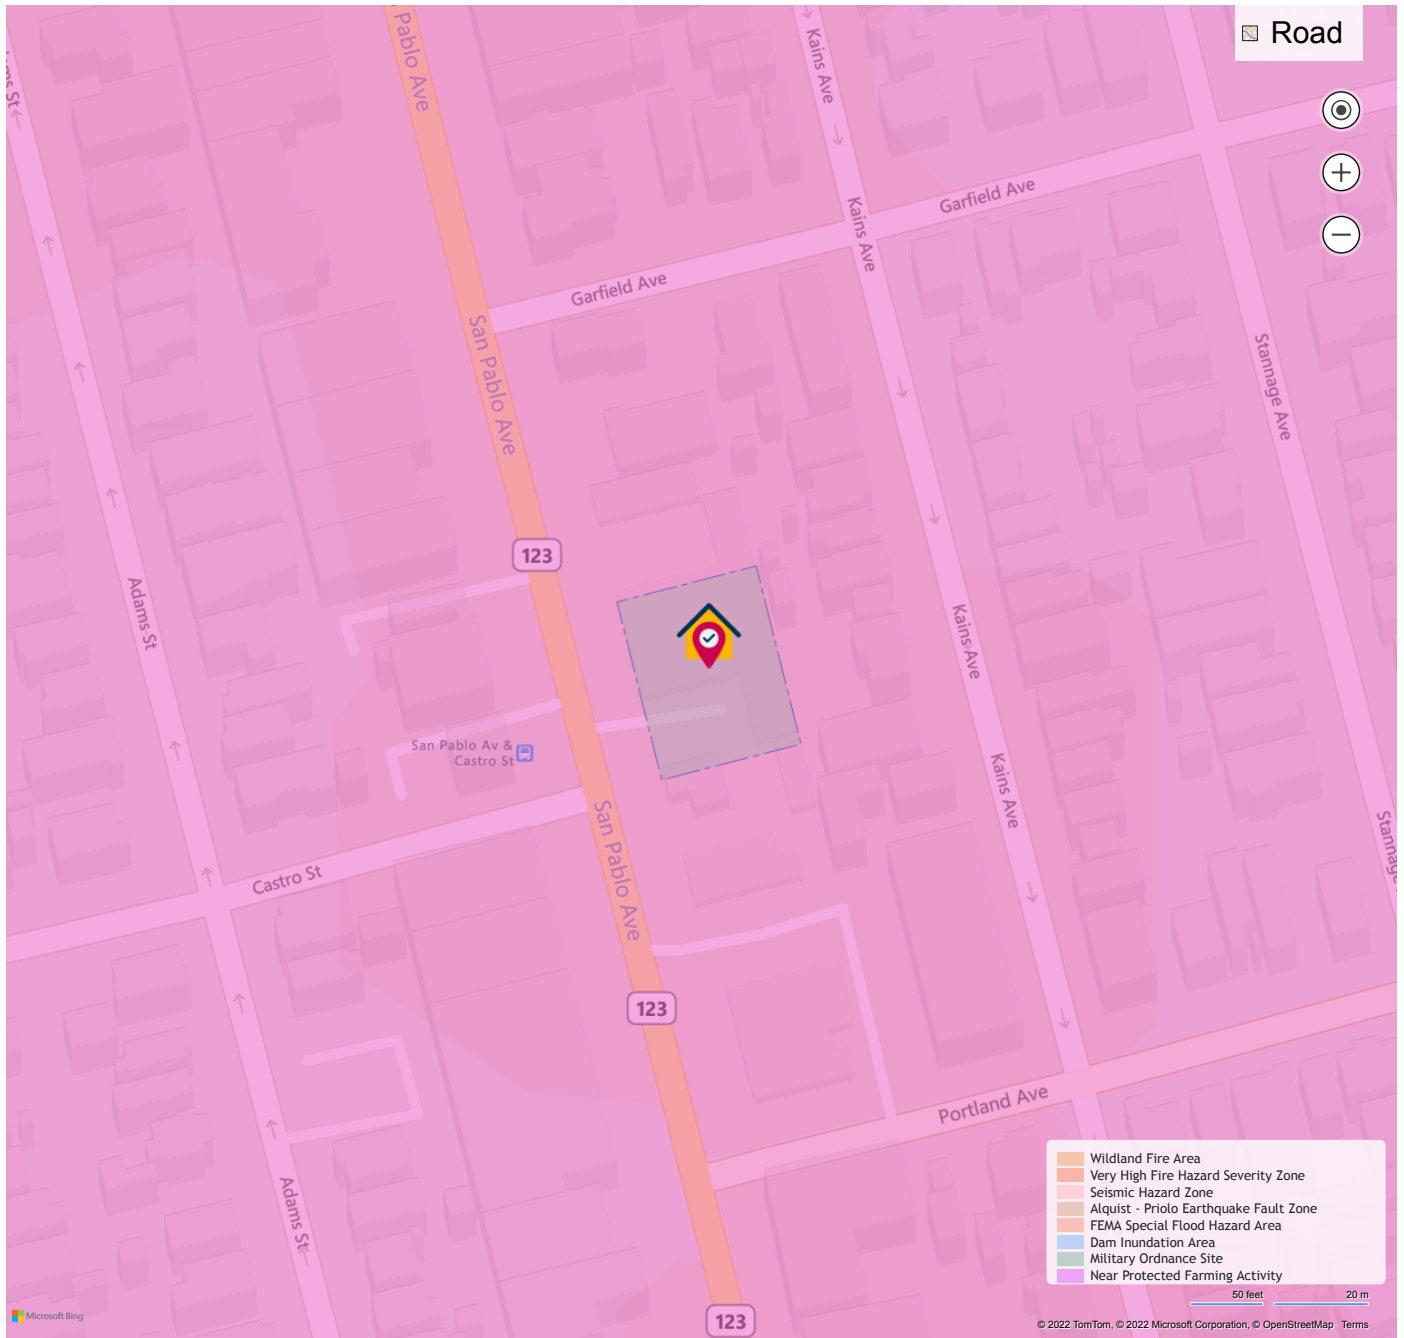 Pablo Ave
Kains Ave
Road
Garfield Ave
Kains Ave
Garfield Ave
San Pablo Ave
Stannage Ave
123
Adams St
Kains Ave
San Pablo Av &
Castro St
Kains Ave
San Pablo Ave
Castro St
123
Portland Ave
Adams St
Wildland Fire Area
Very High Fire Hazard Severity Zone
Seismic Hazard Zone
Alquist - Priolo Earthquake Fault Zone
FEMA Special Flood Hazard Area
Dam Inundation Area
Military Ordnance Site
Near Protected Farming Activity
50 feet
20 m
Microsoft Bing
123
© 2022 TomTom, © 2022 Microsoft Corporation, © OpenStreetMap Terms